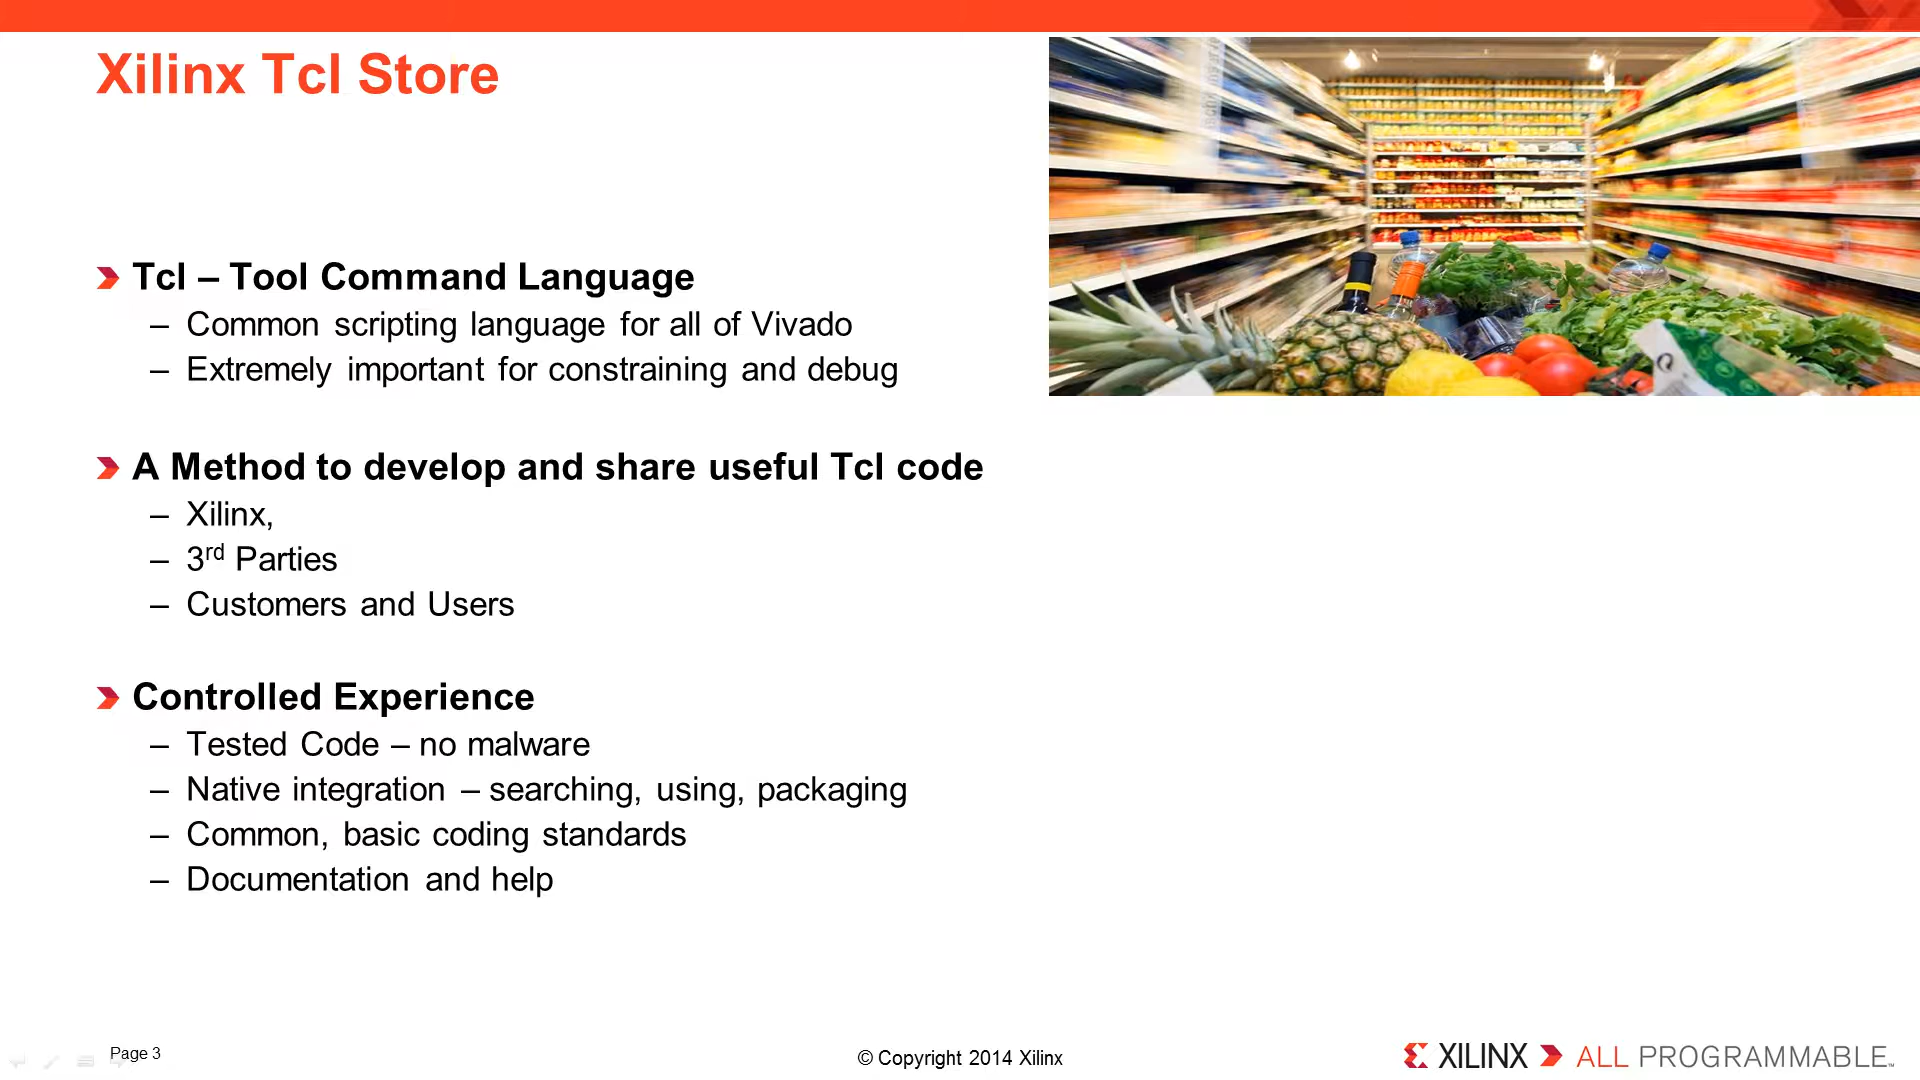 Xilinx Tcl Store
Tcl – Tool Command Language
– Common scripting language for all of Vivado
– Extremely important for constraining and debug
A Method to develop and share useful Tcl code
– Xilinx,
– 3rd Parties
– Customers and Users
Controlled Experience
– Tested Code – no malware
– Native integration – searching, using, packaging
– Common, basic coding standards
– Documentation and help
Page 3
© Copyright 2014 Xilinx
XILINX ALL PROGRAMMABLE™